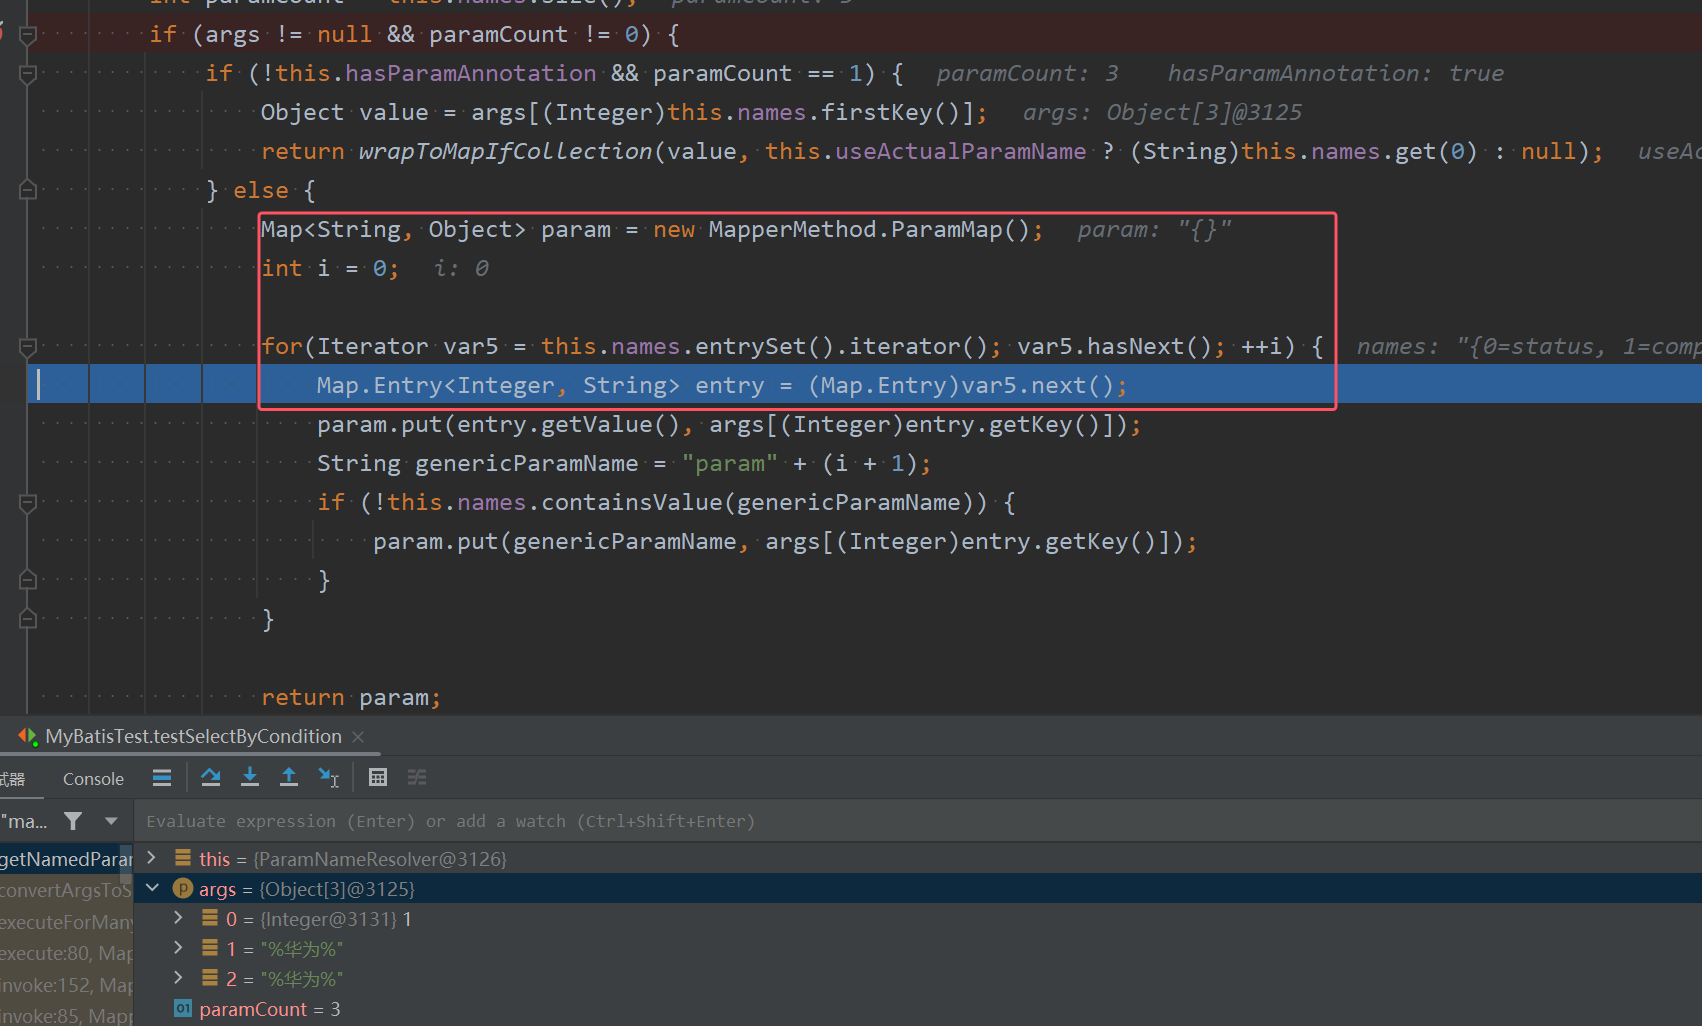 if (args != null && paramCount != 0) {
if (!this.hasParamAnnotation && paramCount == 1) { paramCount: 3 hasParamAnnotation: true
Object value = args[(Integer)this.names.firstKey()]; args: Object[3]@3125
return wrapToMapIfCollection(value, this.useActualParamName ? (String)this.names.get(0) : null); useAc
} else {
Map<String, Object> param = new MapperMethod.ParamMap(); param: "{}"
int i = 0; i: 0
for(Iterator var5 = this.names.entrySet().iterator(); var5.hasNext(); ++i) { names: "{0=status, 1=comp
Map.Entry<Integer, String> entry = (Map.Entry)var5.next();
param.put(entry.getValue(), args[(Integer)entry.getKey()]);
String genericParamName = "param" + (i + 1);
if (!this.names.containsValue(genericParamName)) {
param.put(genericParamName, args[(Integer)entry.getKey()]);
}
}
return param;
MyBatisTest.testSelectByCondition
试器 Console
"ma... Evaluate expression (Enter) or add a watch (Ctrl+Shift+Enter)
getNamedParar this = {ParamNameResolver@3126}
convertArgsToS args = {Object[3]@3125}
executeForMany 0 = {Integer@3131} 1
execute:80, Map 1 = "%华为%"
invoke:152, Map 2 = "%华为%"
invoke:85, Mapp paramCount = 3